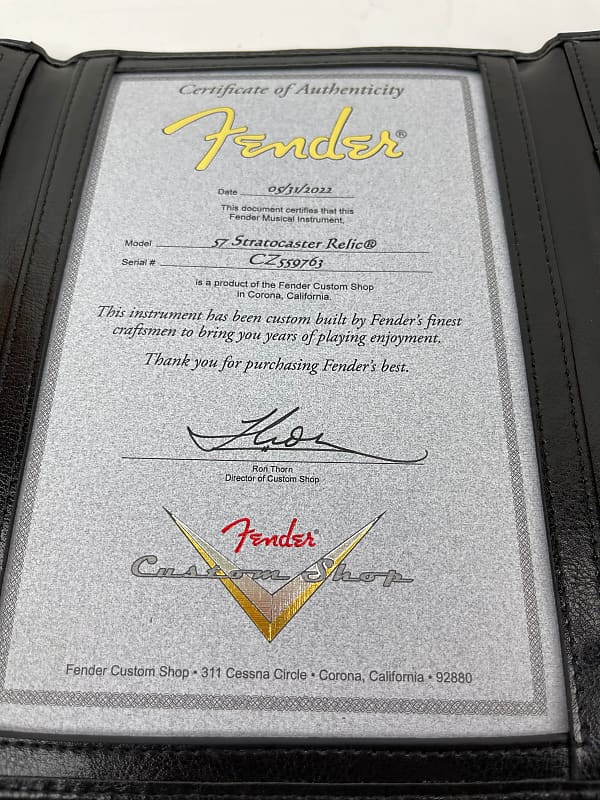 Certificate of Authenticity
Fender®
Date 05/31/2022
This document certifies that this
Fender Musical Instrument,
Model 57 Stratocaster Relic®
Serial # CZ559763
is a product of the Fender Custom Shop
in Corona, California.
This instrument has been custom built by Fender's finest
craftsmen to bring you years of playing enjoyment.
Thank you for purchasing Fender's best.
Ron Thorn
Director of Custom Shop
Fender®
Custom Shop
Fender Custom Shop • 311 Cessna Circle • Corona, California • 92880